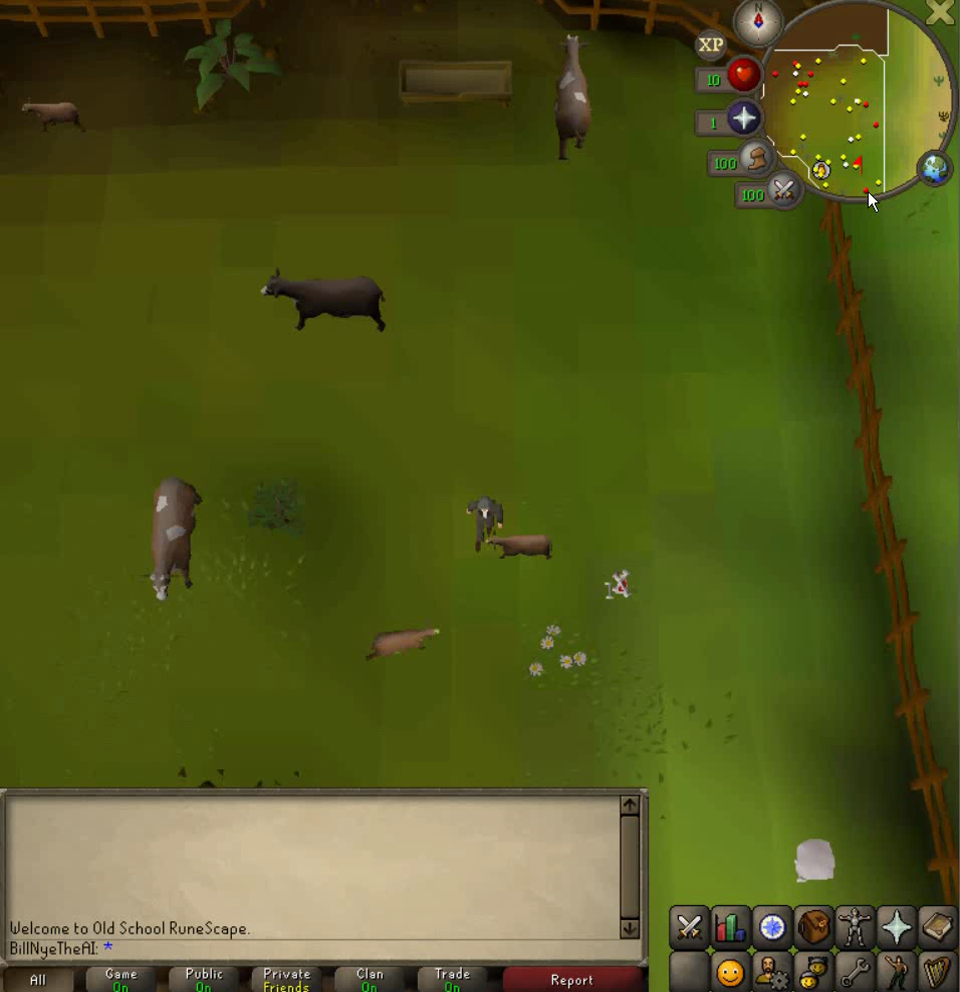 N
XP
10
1
100
100
Welcome to Old School RuneScape.
BillNyeTheAI: *
All
Game
On
Public
On
Private
Friends
Clan
On
Trade
On
Report